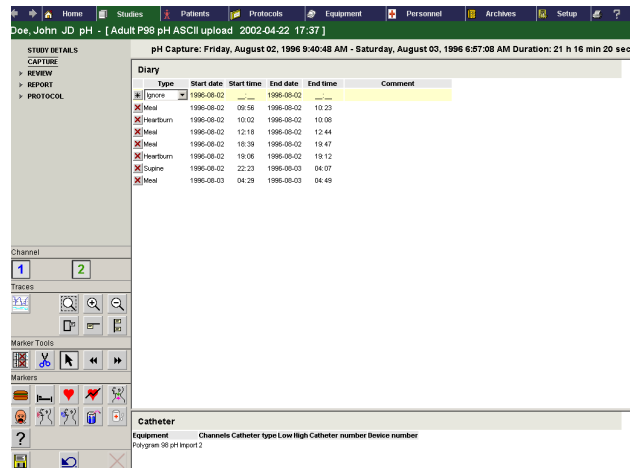 Home Studies Patients Protocols Equipment Personnel Archives Setup ?
Doe, John JD pH - [ Adult P98 pH ASCII upload 2002-04-22 17:37 ]
STUDY DETAILS
CAPTURE
REVIEW
REPORT
PROTOCOL
pH Capture: Friday, August 02, 1996 9:40:48 AM - Saturday, August 03, 1996 6:57:08 AM Duration: 21 h 16 min 20 sec
Diary
Type Start date Start time End date End time Comment
Ignore 1996-08-02 __:__ 1996-08-02 __:__
Meal 1996-08-02 09:56 1996-08-02 10:23
Heartburn 1996-08-02 10:02 1996-08-02 10:08
Meal 1996-08-02 12:18 1996-08-02 12:44
Meal 1996-08-02 18:39 1996-08-02 19:47
Heartburn 1996-08-02 19:06 1996-08-02 19:12
Supine 1996-08-02 22:23 1996-08-03 04:07
Meal 1996-08-03 04:29 1996-08-03 04:49
Channel
1 2
Traces
Marker Tools
Markers
?
Catheter
Equipment Channels Catheter type Low High Catheter number Device number
Polygram 98 pH Import 2